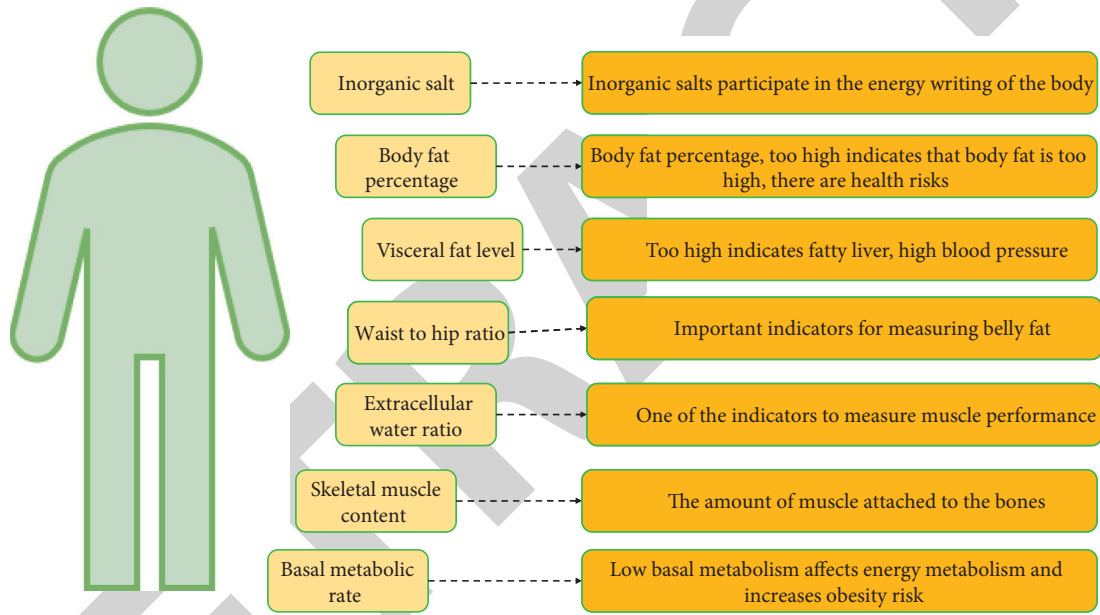 Inorganic salt
Inorganic salts participate in the energy writing of the body
Body fat
percentage
Body fat percentage, too high indicates that body fat is too
high, there are health risks
Visceral fat level
Too high indicates fatty liver, high blood pressure
Waist to hip ratio
Important indicators for measuring belly fat
Extracellular
water ratio
One of the indicators to measure muscle performance
Skeletal muscle
content
The amount of muscle attached to the bones
Basal metabolic
rate
Low basal metabolism affects energy metabolism and
increases obesity risk